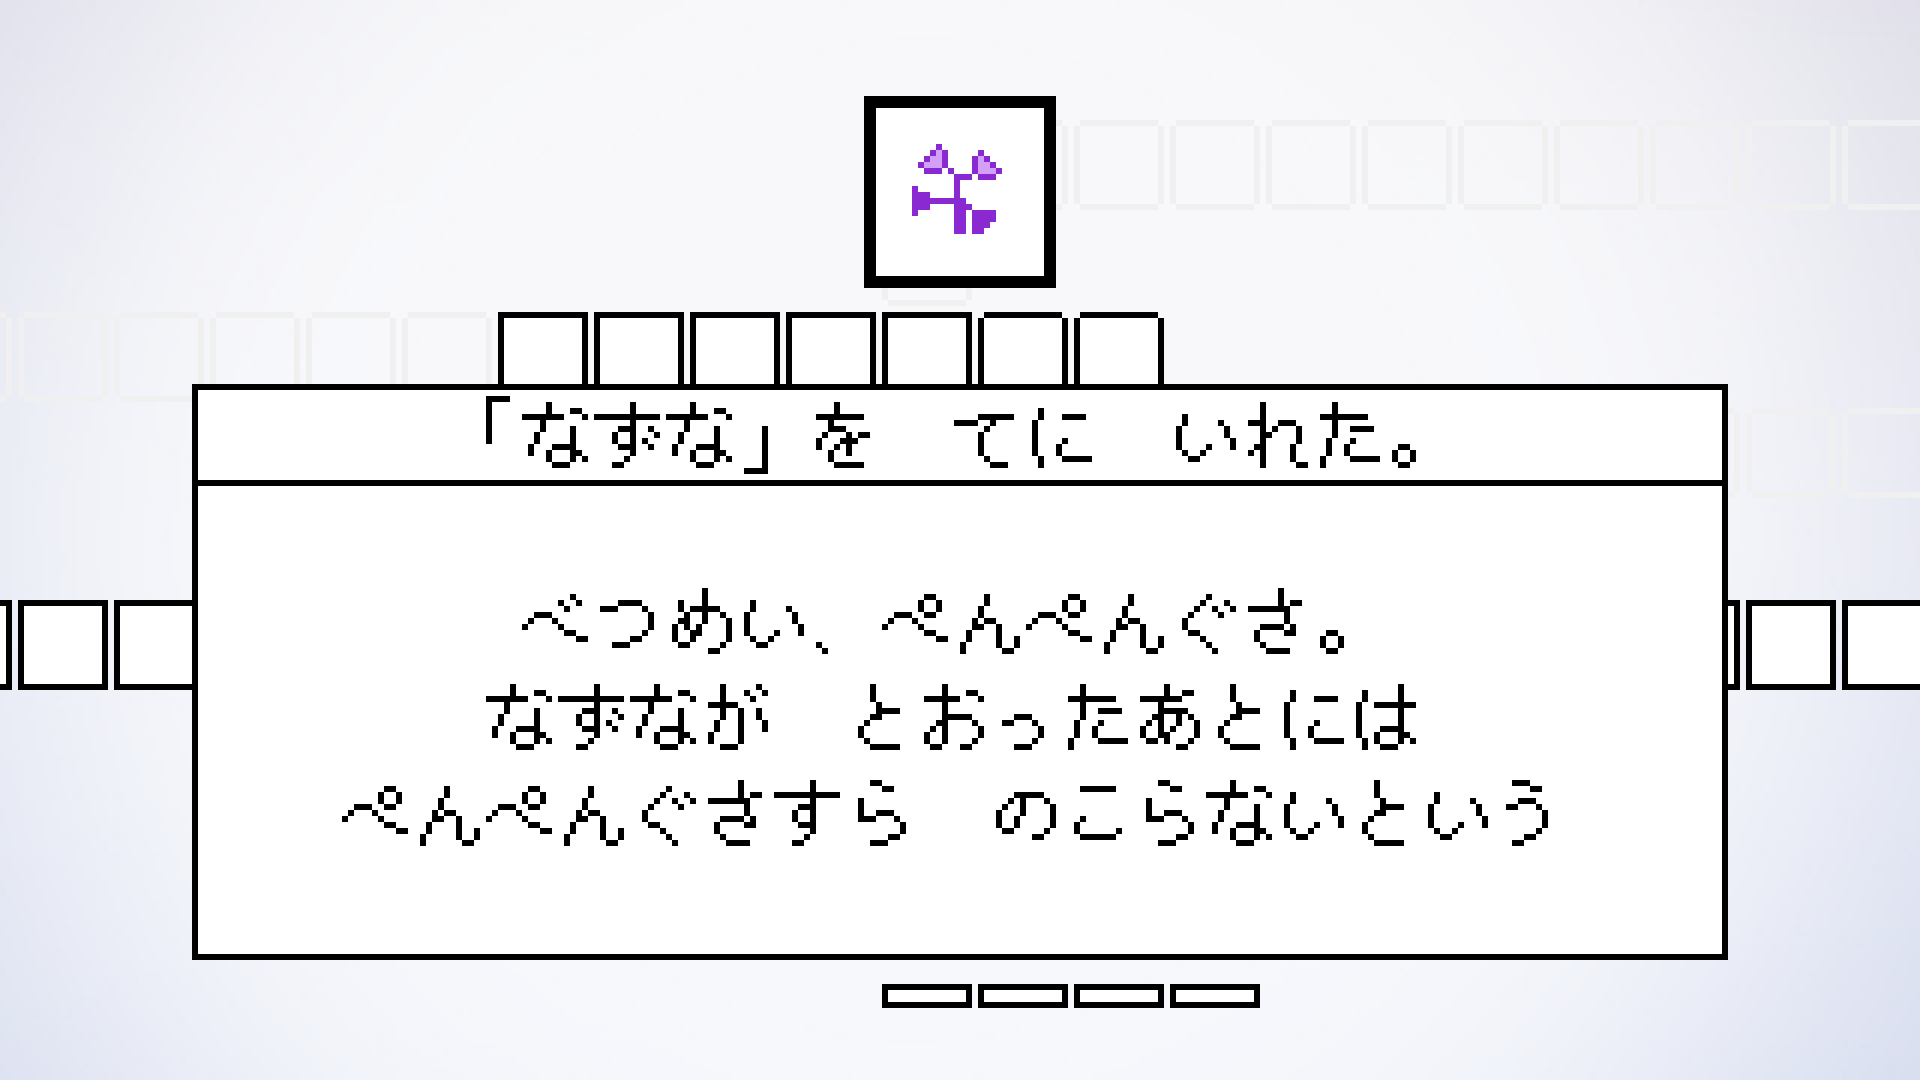 「なずな」を　てに　いれた。
べつめい、ぺんぺんぐさ。
なずなが　とおったあとには
ぺんぺんぐさすら　のこらないという